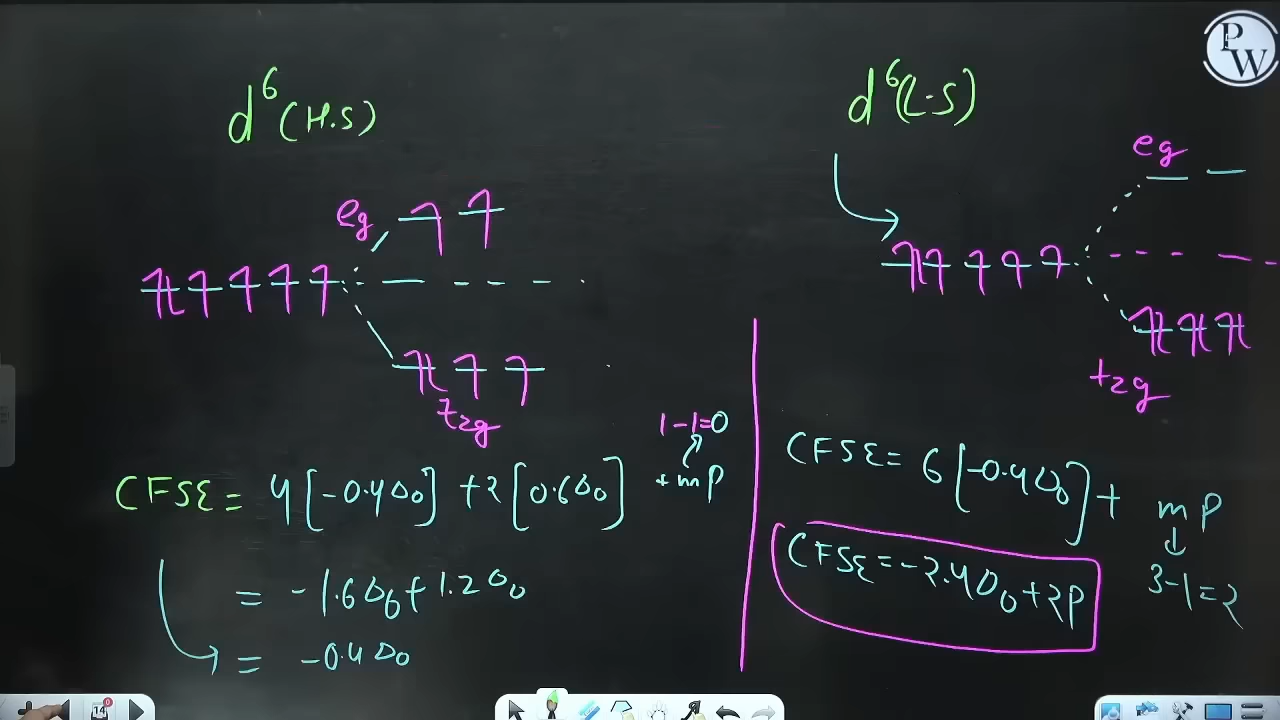 PW
d⁶(H.S)
eg
t₂g
1-1=0
+mP
CFSE = 4[-0.4Δ₀] +2[0.6Δ₀]
= -1.6Δ₀+1.2Δ₀
= -0.4Δ₀
d⁶(L-S)
eg
t₂g
CFSE= 6[-0.4Δ₀]+ mP
3-1=2
CFSE=-2.4Δ₀+2P
14